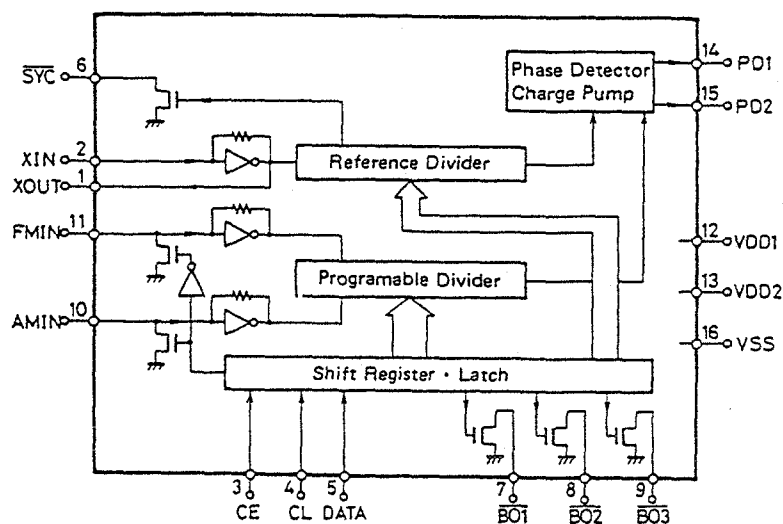 6
SYC
2
XIN
1
XOUT
11
FMIN
10
AMIN
Phase Detector
Charge Pump
14
PD1
15
PD2
Reference Divider
12
VDD1
Programable Divider
13
VDD2
16
VSS
Shift Register · Latch
3
CE
4
CL
5
DATA
7
BO1
8
BO2
9
BO3